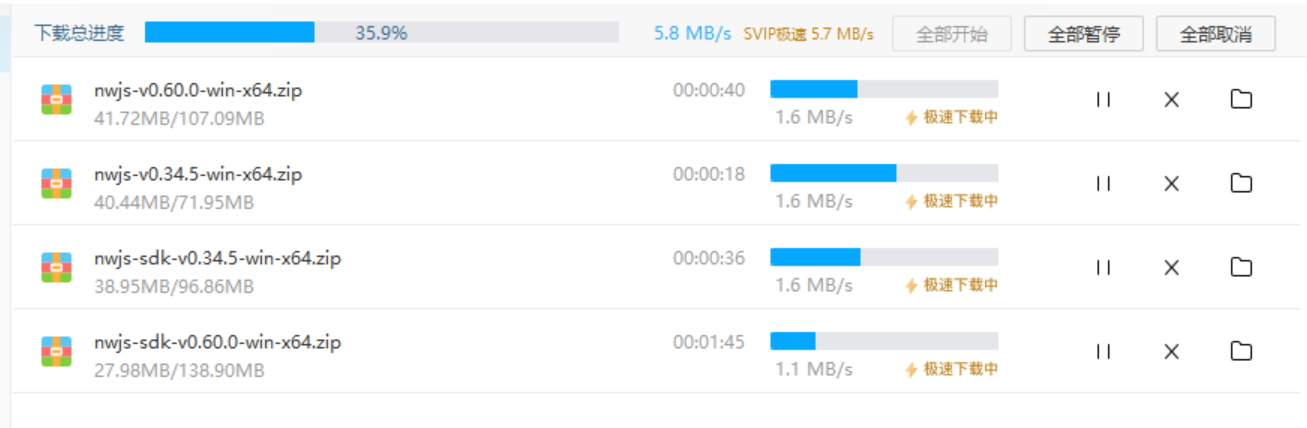 下载总进度 35.9% 5.8 MB/s SVIP极速 5.7 MB/s 全部开始 全部暂停 全部取消
nwjs-v0.60.0-win-x64.zip 00:00:40
41.72MB/107.09MB 1.6 MB/s 极速下载中
nwjs-v0.34.5-win-x64.zip 00:00:18
40.44MB/71.95MB 1.6 MB/s 极速下载中
nwjs-sdk-v0.34.5-win-x64.zip 00:00:36
38.95MB/96.86MB 1.6 MB/s 极速下载中
nwjs-sdk-v0.60.0-win-x64.zip 00:01:45
27.98MB/138.90MB 1.1 MB/s 极速下载中